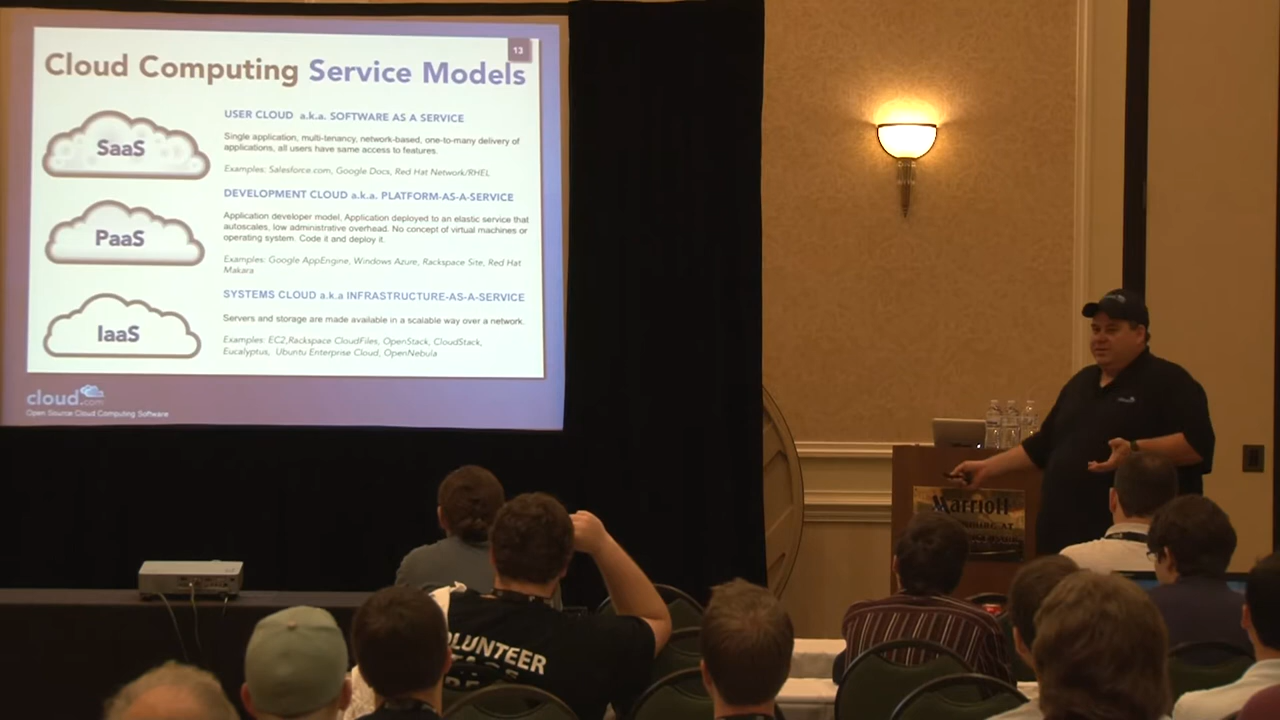 13
Cloud Computing Service Models
SaaS
USER CLOUD a.k.a. SOFTWARE AS A SERVICE
Single application, multi-tenancy, network-based, one-to-many delivery of
applications, all users have same access to features.
Examples: Salesforce.com, Google Docs, Red Hat Network/RHEL
PaaS
DEVELOPMENT CLOUD a.k.a. PLATFORM-AS-A-SERVICE
Application developer model, Application deployed to an elastic service that
autoscales, low administrative overhead. No concept of virtual machines or
operating system. Code it and deploy it.
Examples: Google AppEngine, Windows Azure, Rackspace Site, Red Hat
Makara
IaaS
SYSTEMS CLOUD a.k.a INFRASTRUCTURE-AS-A-SERVICE
Servers and storage are made available in a scalable way over a network.
Examples: EC2,Rackspace CloudFiles, OpenStack, CloudStack,
Eucalyptus, Ubuntu Enterprise Cloud, OpenNebula
cloud.com
Open Source Cloud Computing Software
Marriott
VOLUNTEER